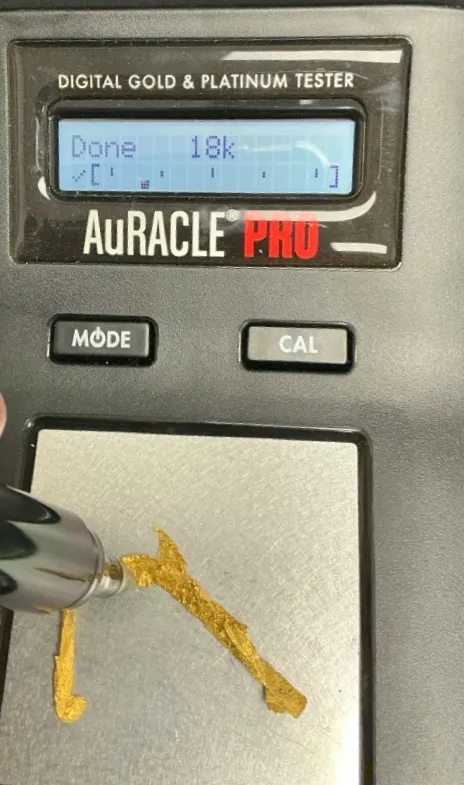 DIGITAL GOLD & PLATINUM TESTER
Done 18k
✓[ ' . ' . ' ]
AuRACLE® PRO
MODE
CAL